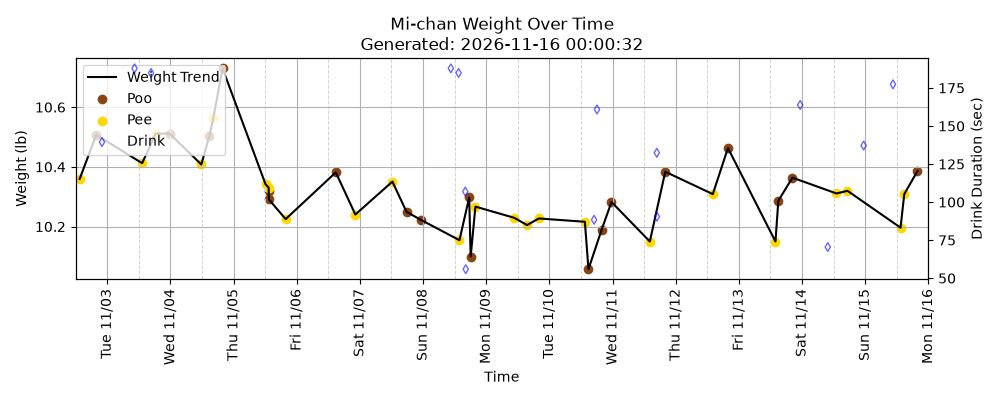 Mi-chan Weight Over Time
Generated: 2026-11-16 00:00:32
Weight Trend
Poo
Pee
Drink
Weight (lb)
10.6
10.4
10.2
Drink Duration (sec)
175
150
125
100
75
50
Tue 11/03
Wed 11/04
Thu 11/05
Fri 11/06
Sat 11/07
Sun 11/08
Mon 11/09
Tue 11/10
Wed 11/11
Thu 11/12
Fri 11/13
Sat 11/14
Sun 11/15
Mon 11/16
Time